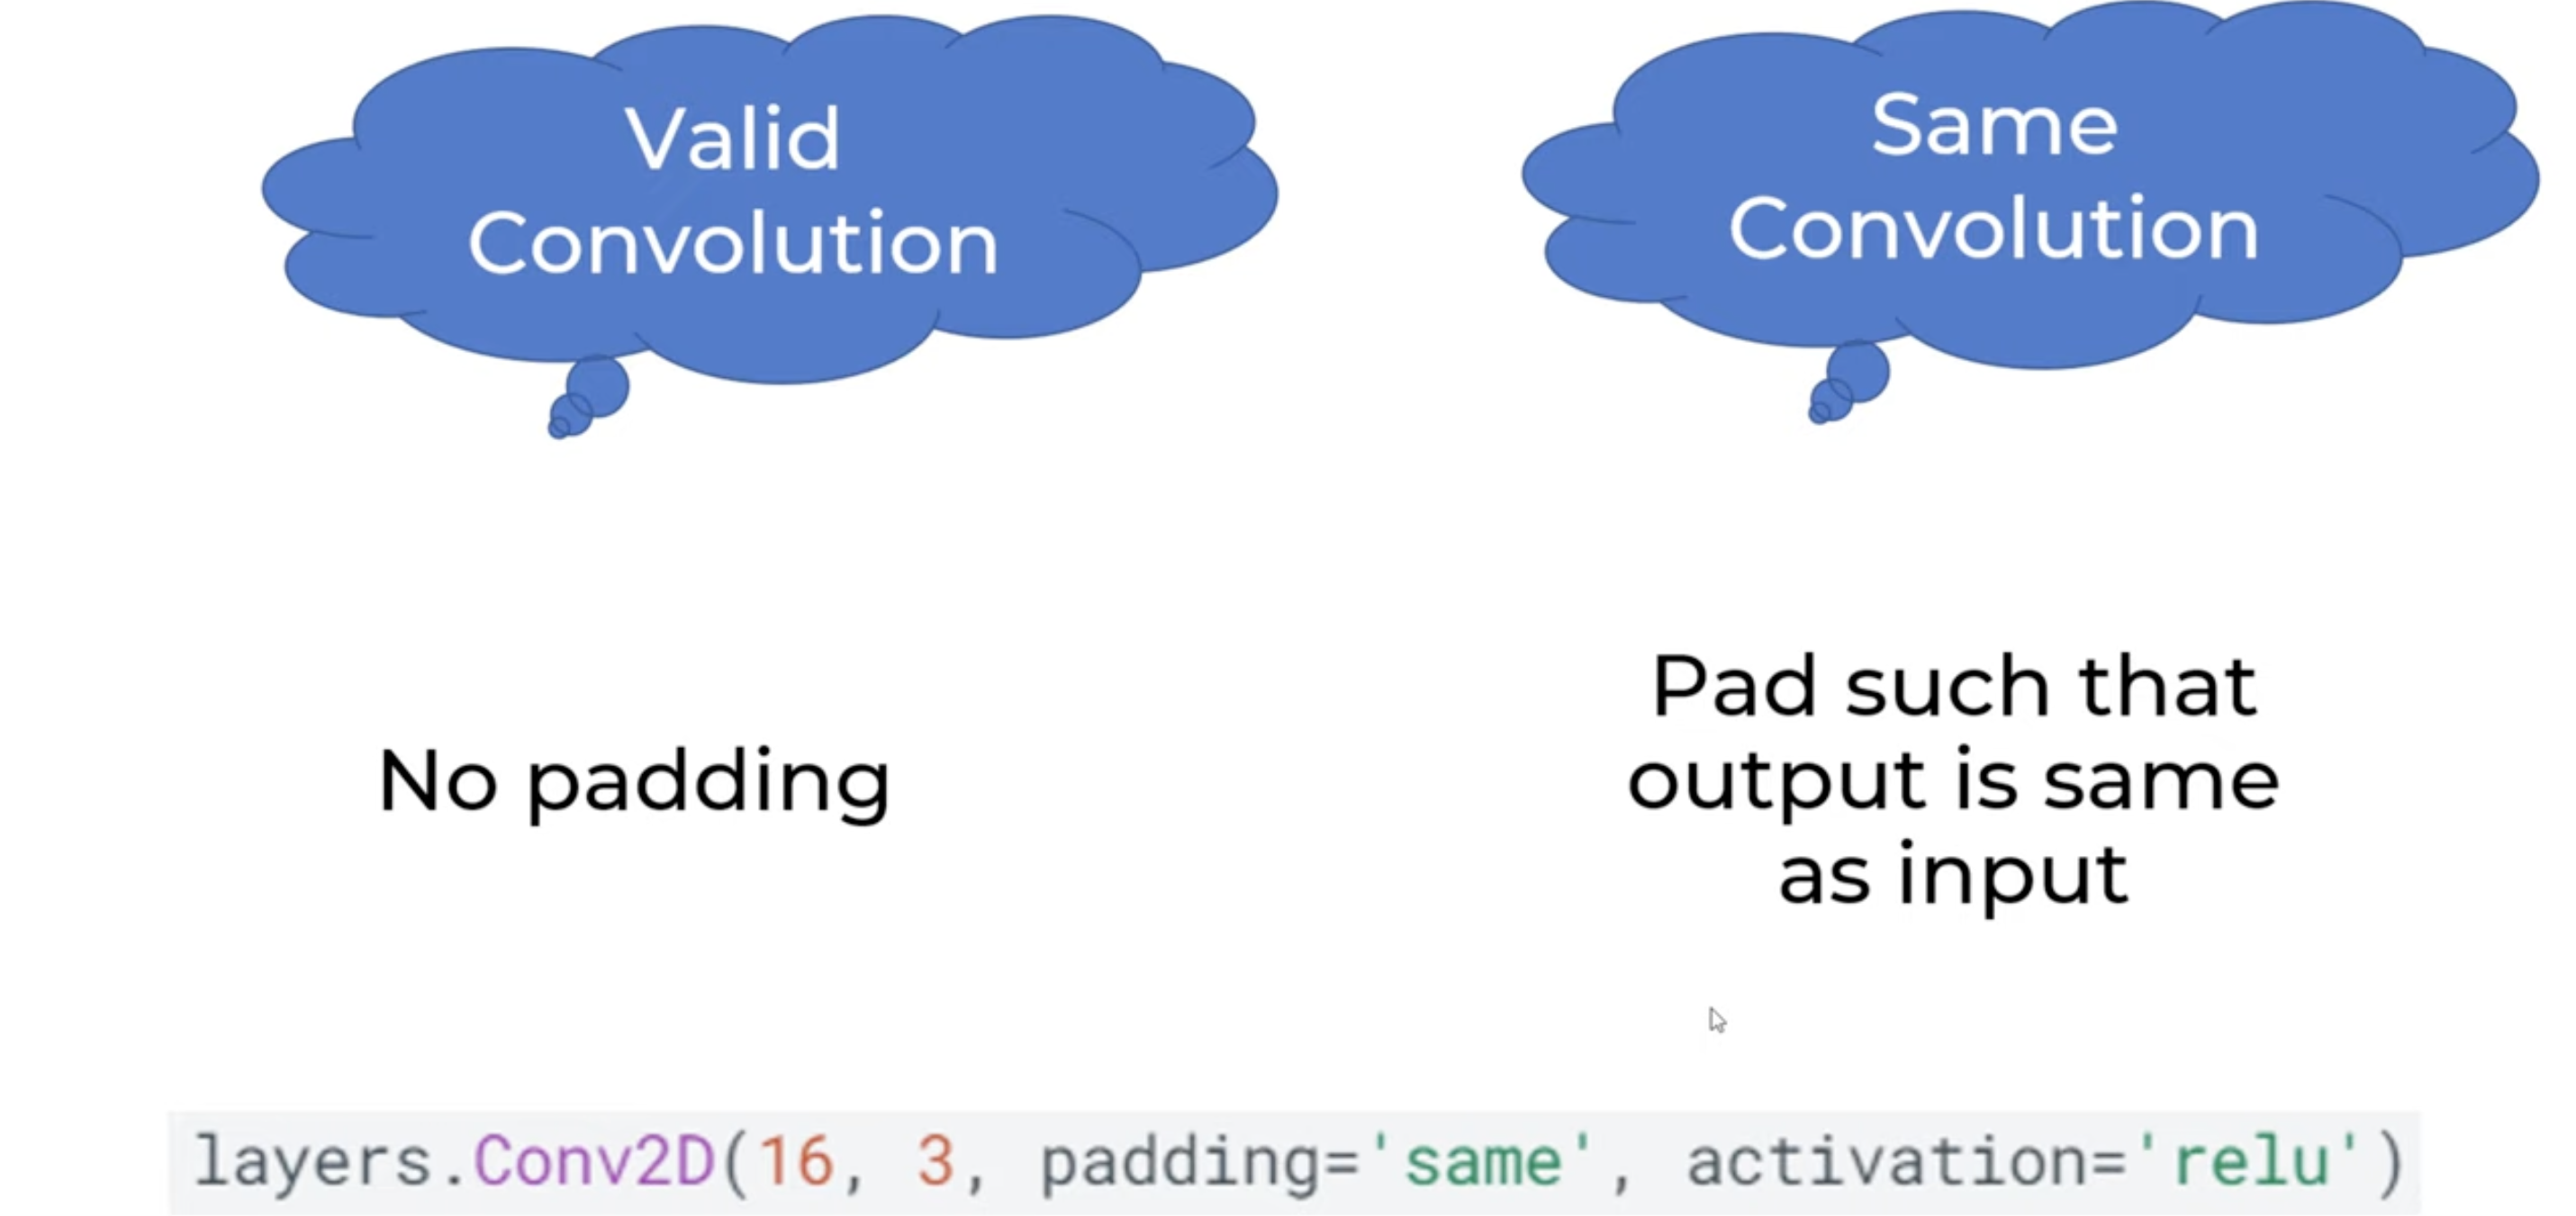 Valid
Convolution
Same
Convolution
No padding
Pad such that
output is same
as input
layers.Conv2D(16, 3, padding='same', activation='relu')